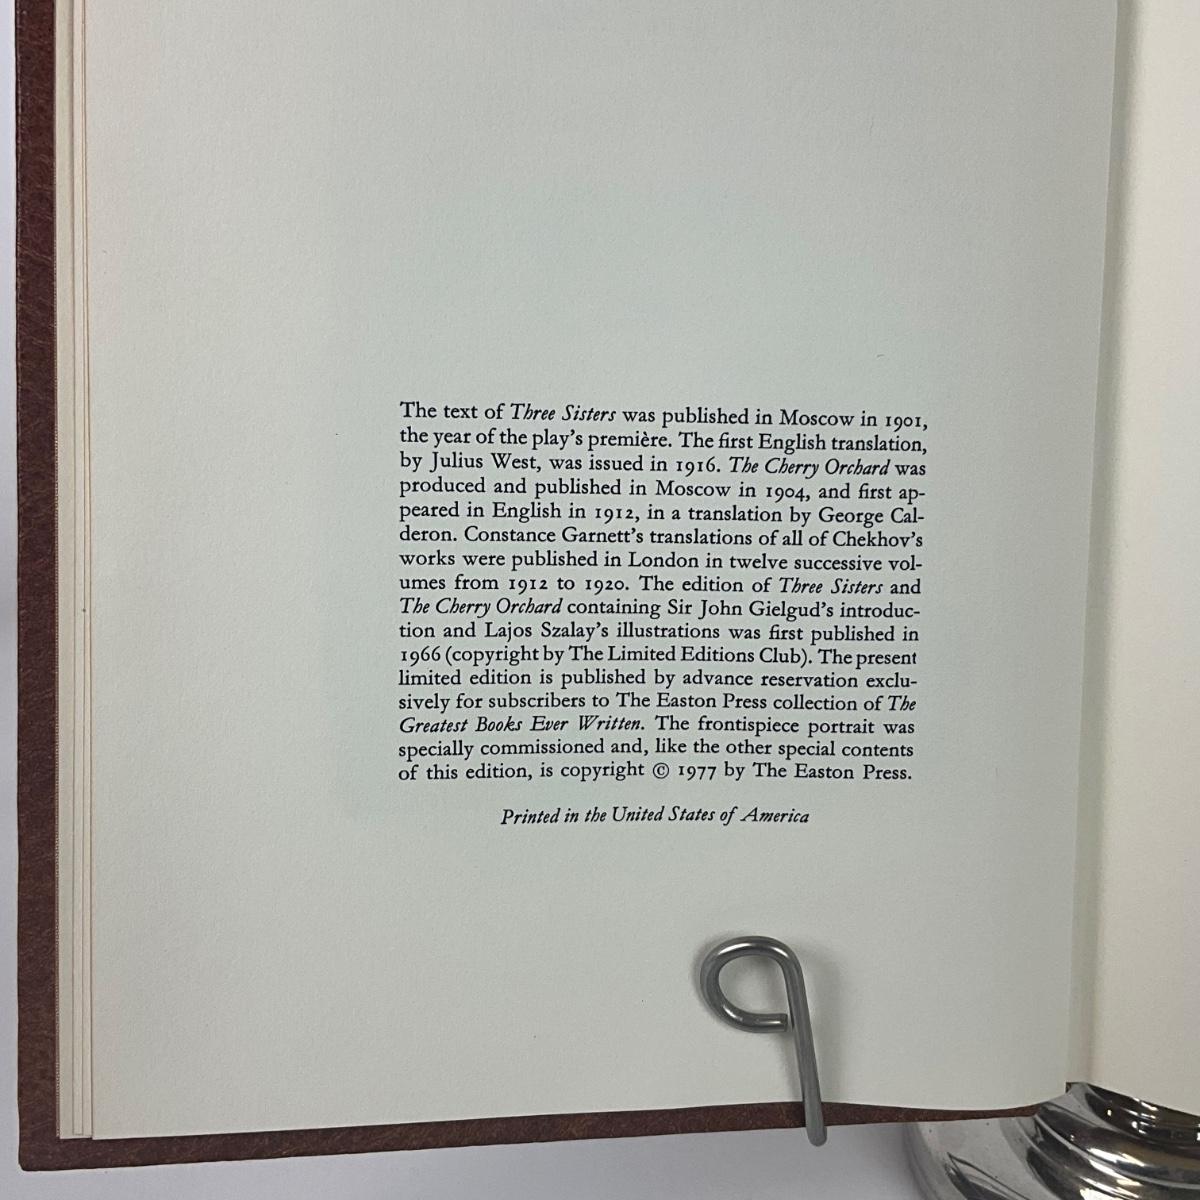 The text of Three Sisters was published in Moscow in 1901,
the year of the play's première. The first English translation,
by Julius West, was issued in 1916. The Cherry Orchard was
produced and published in Moscow in 1904, and first ap-
peared in English in 1912, in a translation by George Cal-
deron. Constance Garnett's translations of all of Chekhov's
works were published in London in twelve successive vol-
umes from 1912 to 1920. The edition of Three Sisters and
The Cherry Orchard containing Sir John Gielgud's introduc-
tion and Lajos Szalay's illustrations was first published in
1966 (copyright by The Limited Editions Club). The present
limited edition is published by advance reservation exclu-
sively for subscribers to The Easton Press collection of The
Greatest Books Ever Written. The frontispiece portrait was
specially commissioned and, like the other special contents
of this edition, is copyright © 1977 by The Easton Press.
Printed in the United States of America